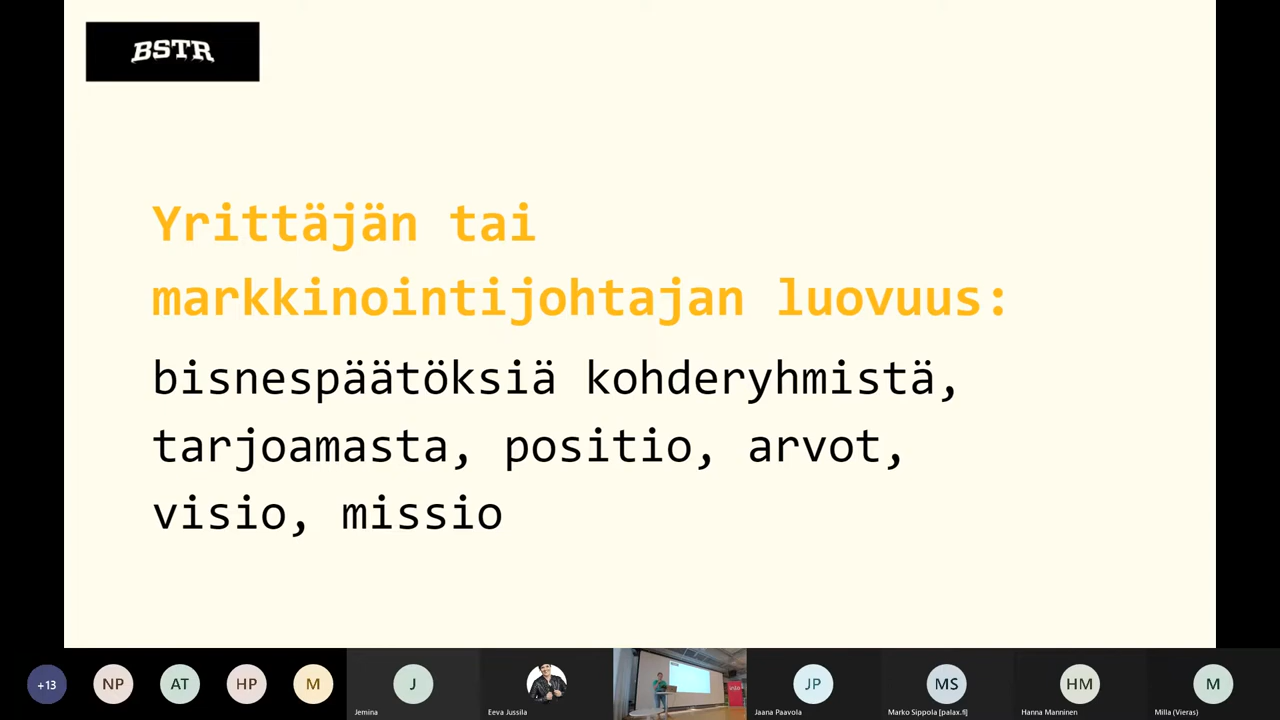 BSTR
Yrittäjän tai
markkinointijohtajan luovuus:
bisnespäätöksiä kohderyhmistä,
tarjoamasta, positio, arvot,
visio, missio
+13
NP
AT
HP
M
J
JP
MS
HM
M
Jemina
Eeva Jussila
Jaana Paavola
Marko Sippola [palax.fi]
Hanna Manninen
Milla (Vieras)